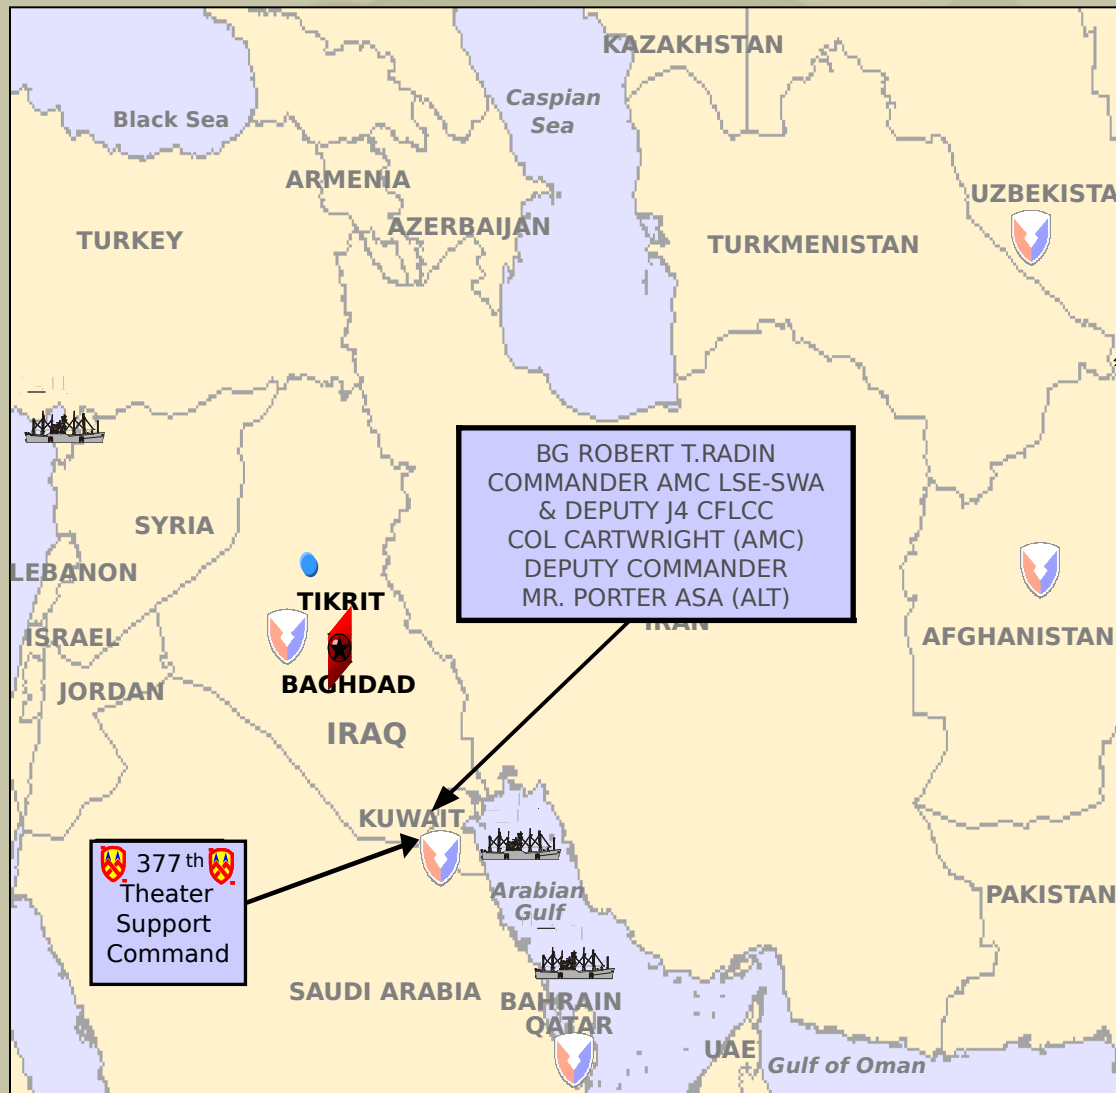 KAZAKHSTAN
Caspian
Sea
Black Sea
ARMENIA
UZBEKISTA
AZERBAIJAN
TURKEY
TURKMENISTAN
BG ROBERT T.RADIN
COMMANDER AMC LSE-SWA
& DEPUTY J4 CFLCC
COL CARTWRIGHT (AMC)
DEPUTY COMMANDER
MR. PORTER ASA (ALT)
SYRIA
LEBANON
TIKRIT
IRAN
ISRAEL
AFGHANISTAN
BAGHDAD
JORDAN
IRAQ
KUWAIT
377th
Theater
Support
Command
Arabian
Gulf
PAKISTAN
SAUDI ARABIA
BAHRAIN
QATAR
UAE
Gulf of Oman